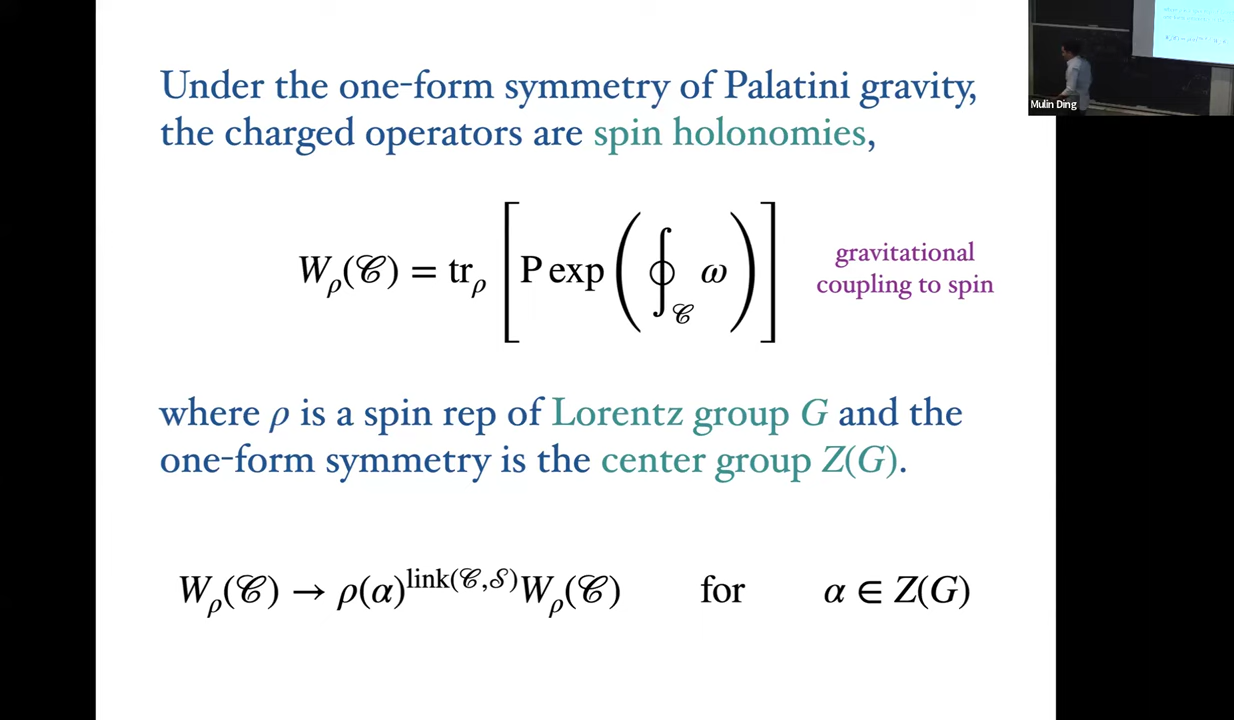 Under the one-form symmetry of Palatini gravity,
the charged operators are spin holonomies,
W_ρ(𝒞) = tr_ρ [P exp (∮_𝒞 ω)]
gravitational
coupling to spin
where ρ is a spin rep of Lorentz group G and the
one-form symmetry is the center group Z(G).
W_ρ(𝒞) → ρ(α)^{link(𝒞,𝒮)} W_ρ(𝒞) for α ∈ Z(G)
Mulin Ding